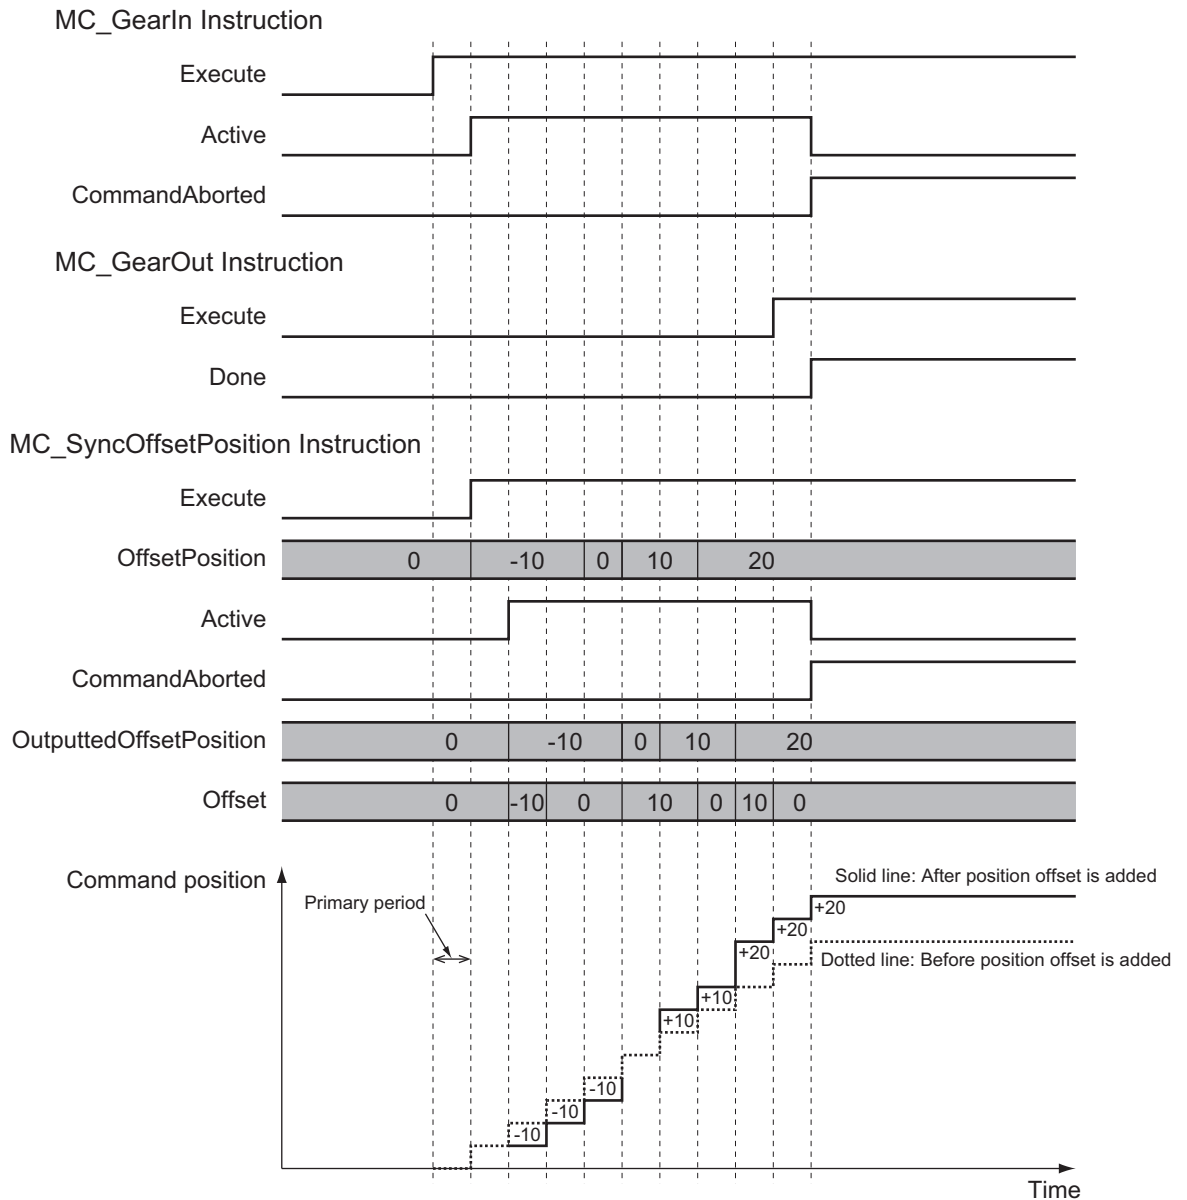 MC_GearIn Instruction
Execute
Active
CommandAborted
MC_GearOut Instruction
Execute
Done
MC_SyncOffsetPosition Instruction
Execute
OffsetPosition 0 -10 0 10 20
Active
CommandAborted
OutputtedOffsetPosition 0 -10 0 10 20
Offset 0 -10 0 10 0 10 0
Command position
Solid line: After position offset is added
Primary period
+20
+20
+20
Dotted line: Before position offset is added
+10
+10
-10
-10
-10
Time